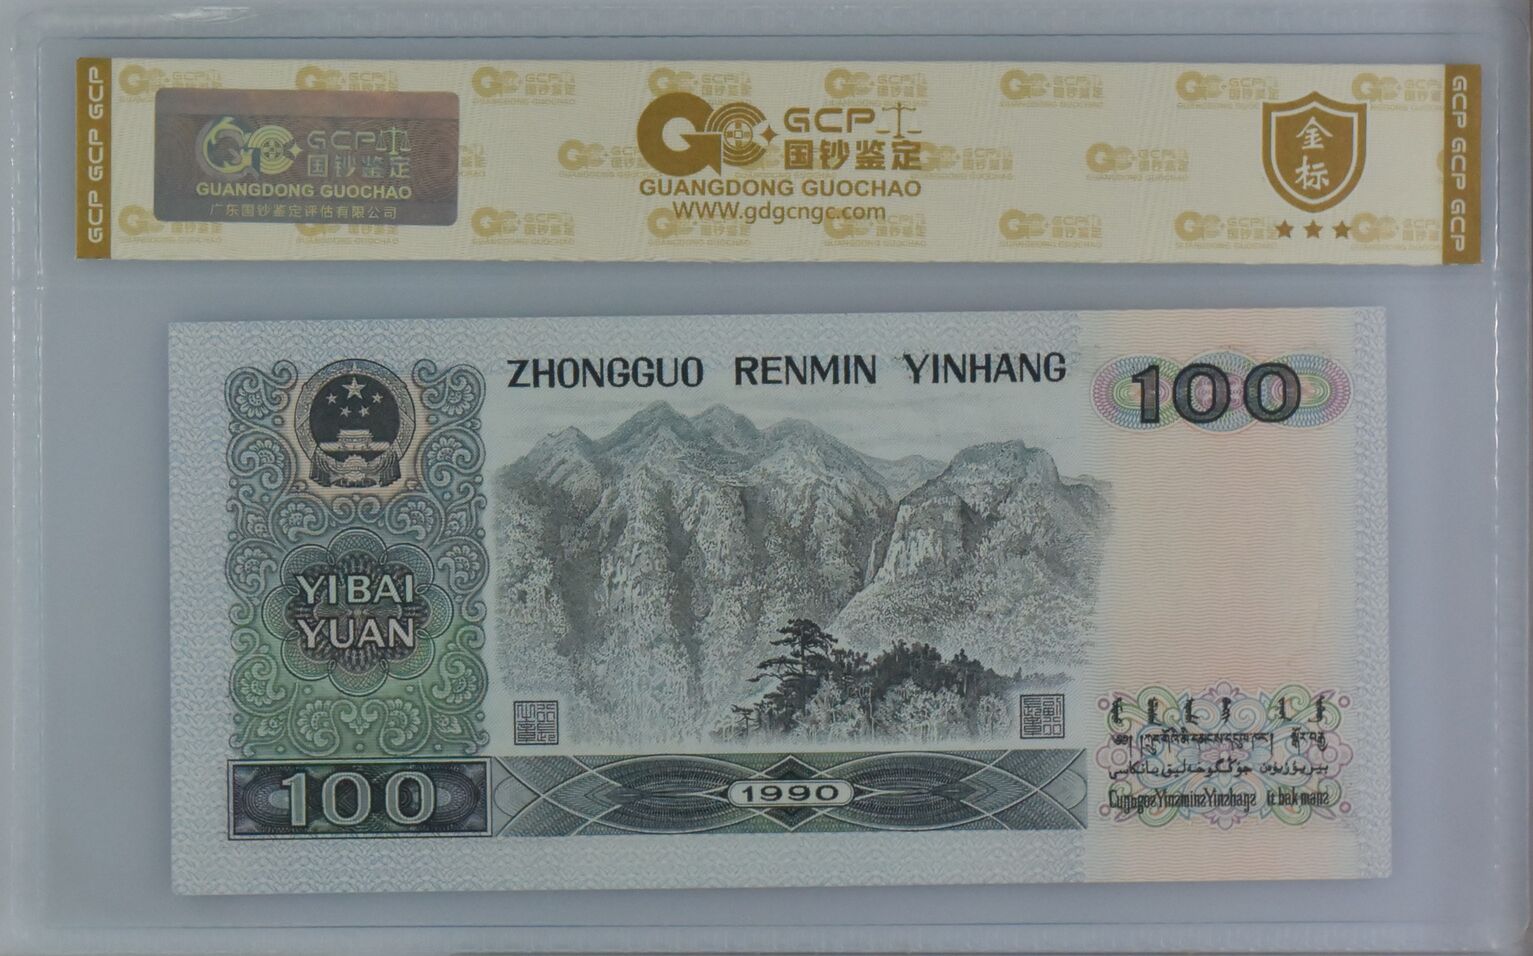 GCP GCP GCP
GCP
国钞鉴定
GUANGDONG GUOCHAO
广东国钞鉴定评估有限公司
GCP
国钞鉴定
GUANGDONG GUOCHAO
WWW.gdgcngc.com
金标
GCP GCP GCP
ZHONGGUO RENMIN YINHANG
100
YIBAI
YUAN
100
1990